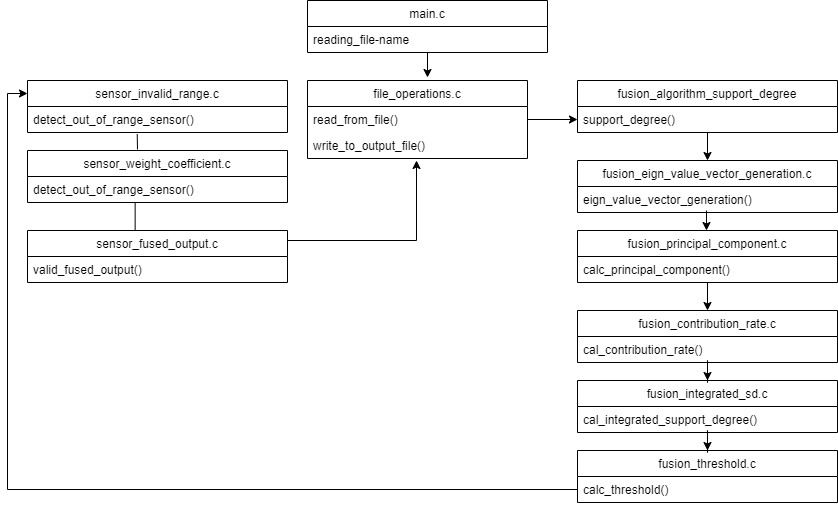 main.c
reading_file-name
sensor_invalid_range.c
detect_out_of_range_sensor()
sensor_weight_coefficient.c
detect_out_of_range_sensor()
sensor_fused_output.c
valid_fused_output()
file_operations.c
read_from_file()
write_to_output_file()
fusion_algorithm_support_degree
support_degree()
fusion_eign_value_vector_generation.c
eign_value_vector_generation()
fusion_principal_component.c
calc_principal_component()
fusion_contribution_rate.c
cal_contribution_rate()
fusion_integrated_sd.c
cal_integrated_support_degree()
fusion_threshold.c
calc_threshold()